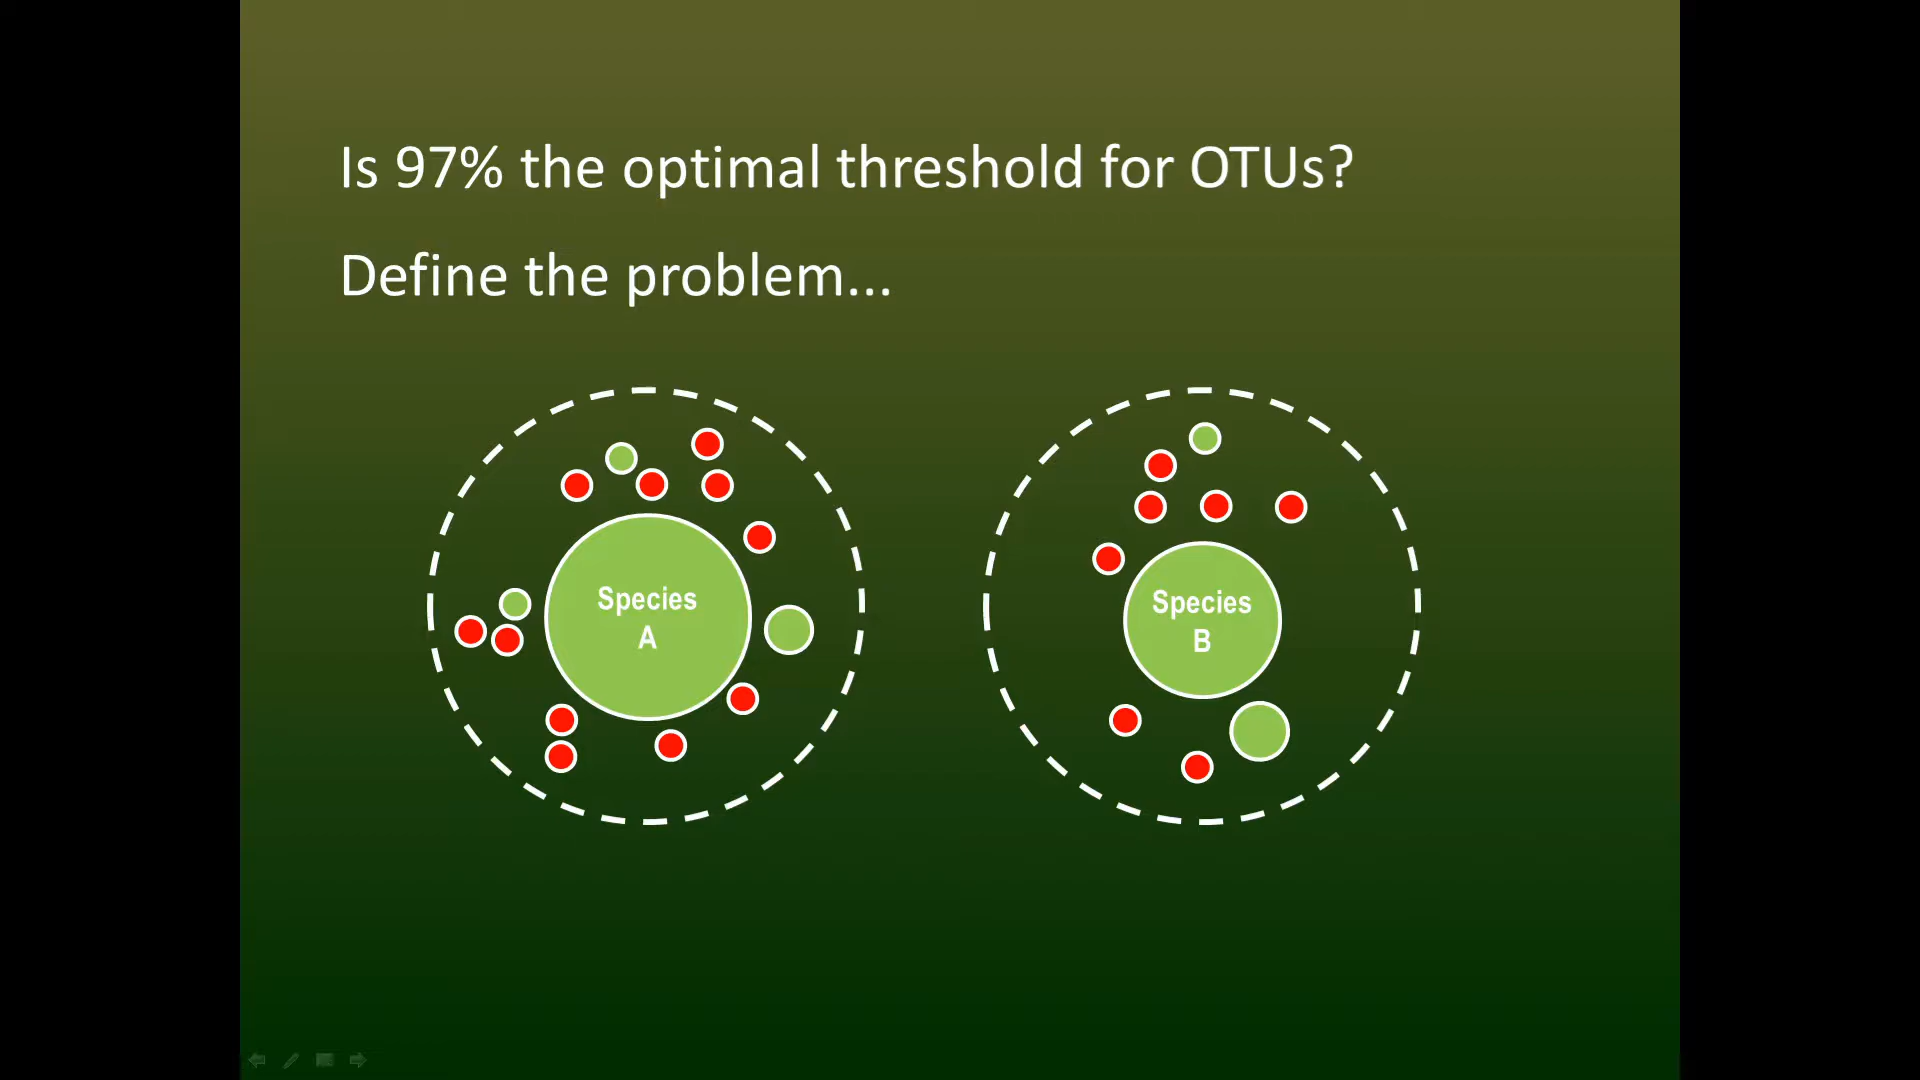 Is 97% the optimal threshold for OTUs?
Define the problem...
Species
A
Species
B